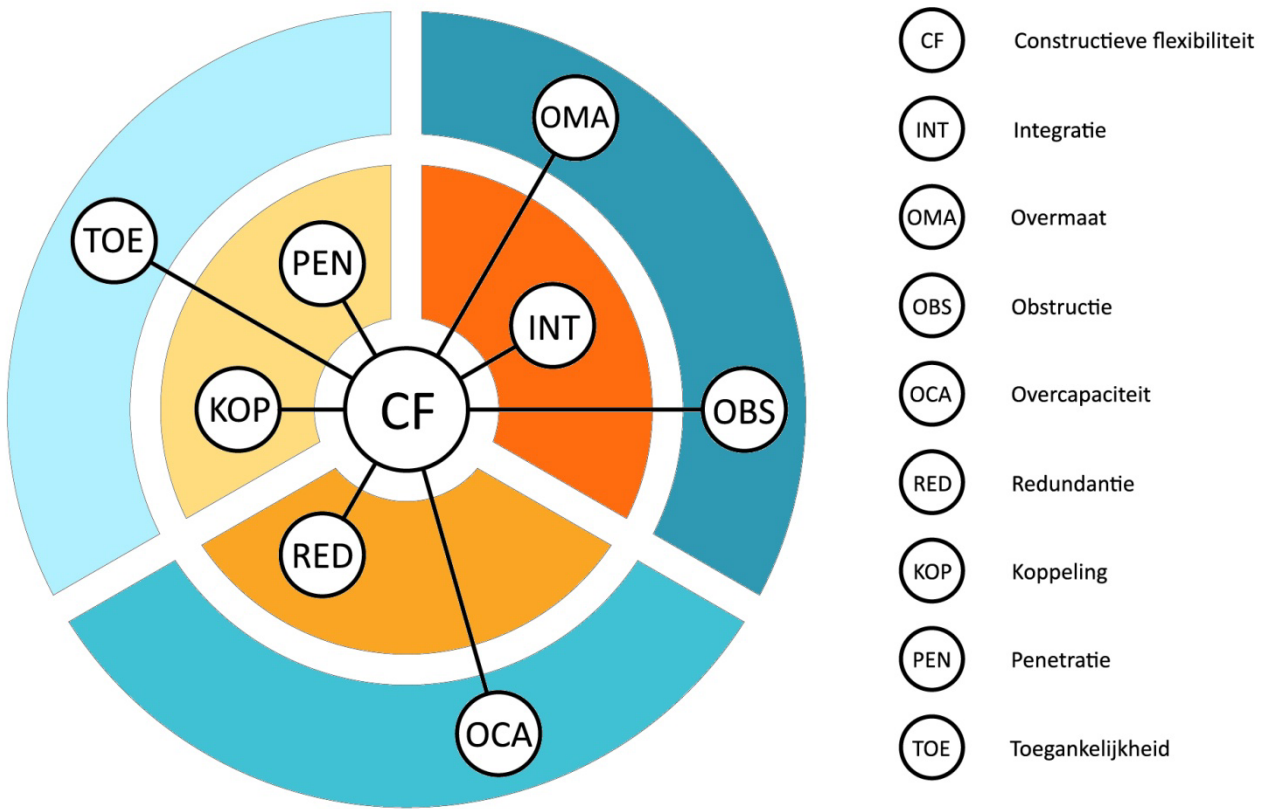 OMA
TOE
PEN
INT
KOP
CF
OBS
RED
OCA
CF Constructieve flexibiliteit
INT Integratie
OMA Overmaat
OBS Obstructie
OCA Overcapaciteit
RED Redundantie
KOP Koppeling
PEN Penetratie
TOE Toegankelijkheid